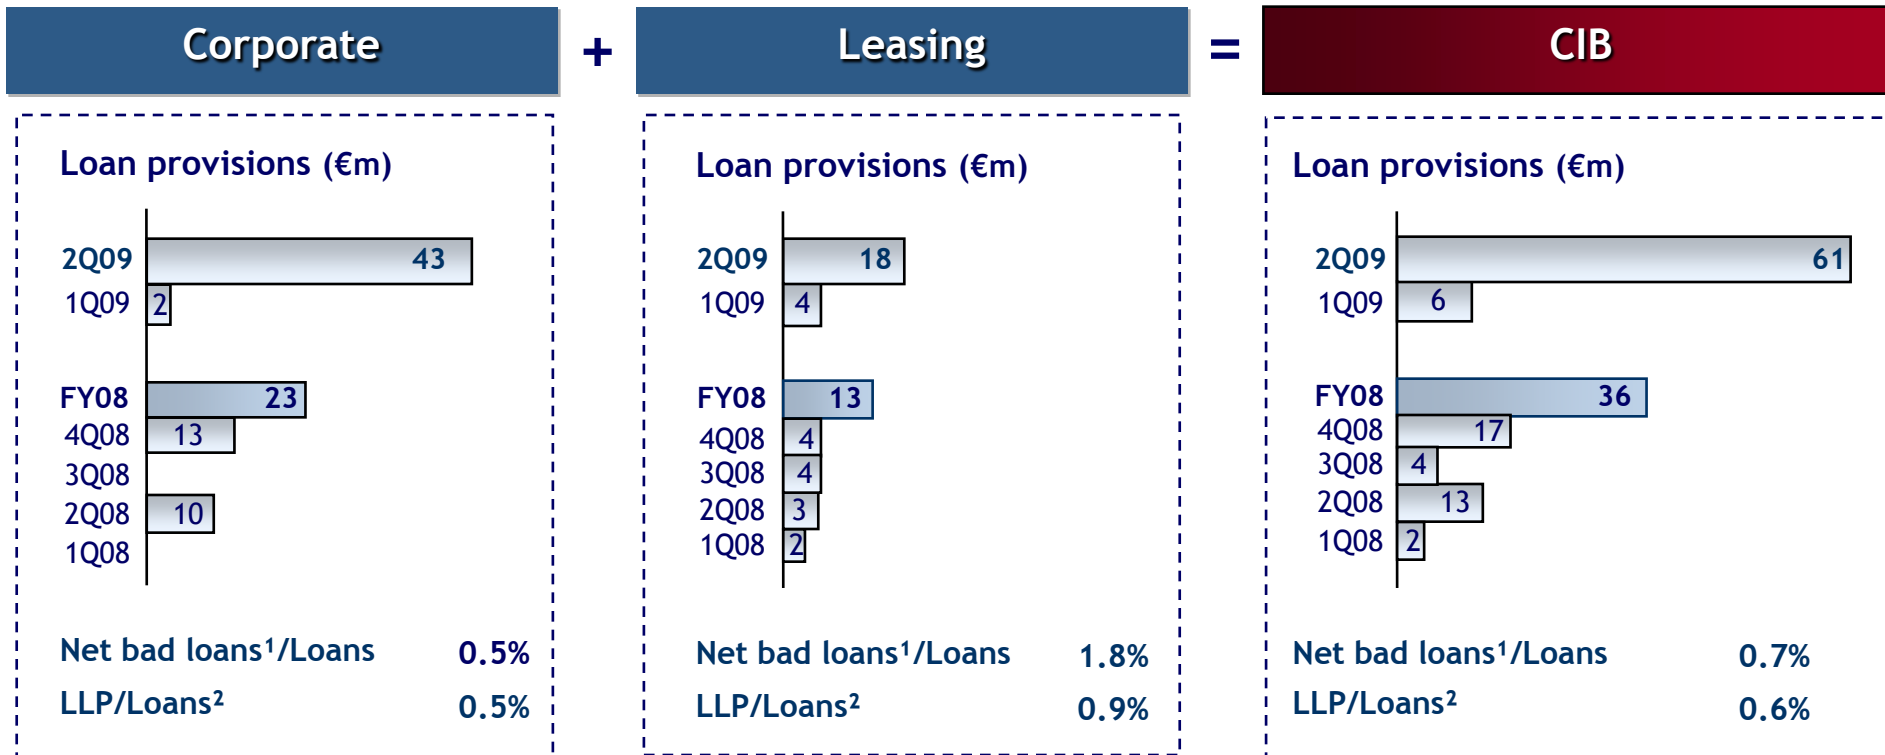 Corporate + Leasing = CIB
Loan provisions (€m)
2Q09 43
1Q09 2
FY08 23
4Q08 13
3Q08
2Q08 10
1Q08
Net bad loans¹/Loans 0.5%
LLP/Loans² 0.5%
Loan provisions (€m)
2Q09 18
1Q09 4
FY08 13
4Q08 4
3Q08 4
2Q08 3
1Q08 2
Net bad loans¹/Loans 1.8%
LLP/Loans² 0.9%
Loan provisions (€m)
2Q09 61
1Q09 6
FY08 36
4Q08 17
3Q08 4
2Q08 13
1Q08 2
Net bad loans¹/Loans 0.7%
LLP/Loans² 0.6%